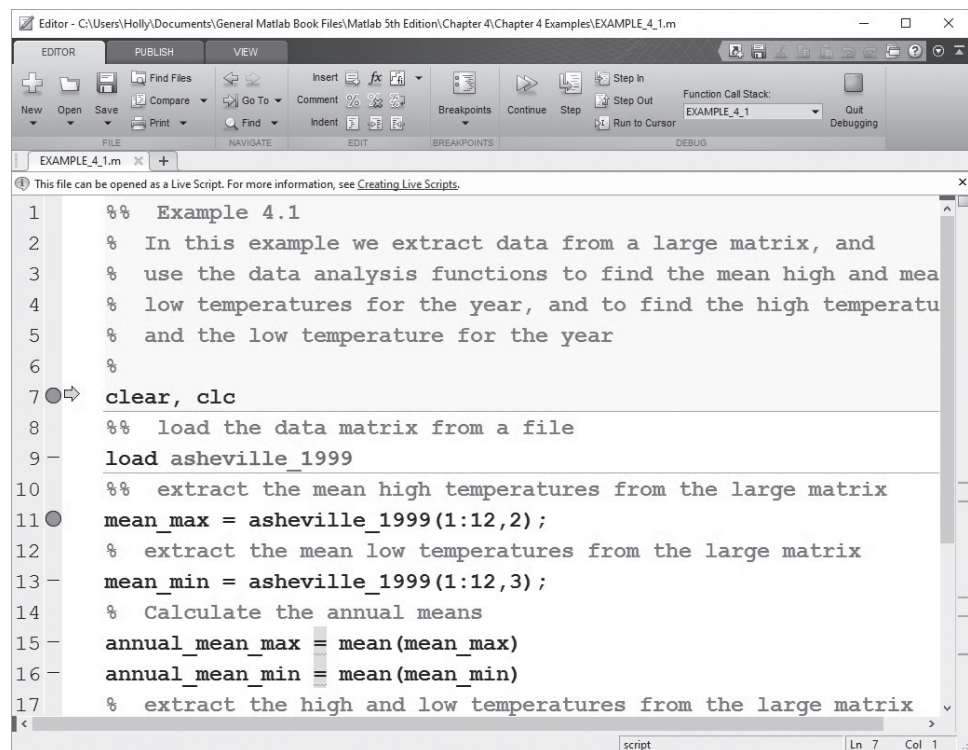 Editor - C:\Users\Holly\Documents\General Matlab Book Files\Matlab 5th Edition\Chapter 4\Chapter 4 Examples\EXAMPLE_4_1.m
EDITOR PUBLISH VIEW
New Open Save Find Files Compare Print
Go To Find
Insert fx Comment Indent
Breakpoints Continue Step Step In Step Out Run to Cursor
Function Call Stack:
EXAMPLE_4_1
Quit Debugging
FILE NAVIGATE EDIT BREAKPOINTS DEBUG
EXAMPLE_4_1.m × +
This file can be opened as a Live Script. For more information, see Creating Live Scripts.
1 %% Example 4.1
2 % In this example we extract data from a large matrix, and
3 % use the data analysis functions to find the mean high and mea
4 % low temperatures for the year, and to find the high temperatu
5 % and the low temperature for the year
6 %
7 clear, clc
8 %% load the data matrix from a file
9 – load asheville_1999
10 %% extract the mean high temperatures from the large matrix
11 mean_max = asheville_1999(1:12,2);
12 % extract the mean low temperatures from the large matrix
13 – mean_min = asheville_1999(1:12,3);
14 % Calculate the annual means
15 – annual_mean_max = mean(mean_max)
16 – annual_mean_min = mean(mean_min)
17 % extract the high and low temperatures from the large matrix
script Ln 7 Col 1